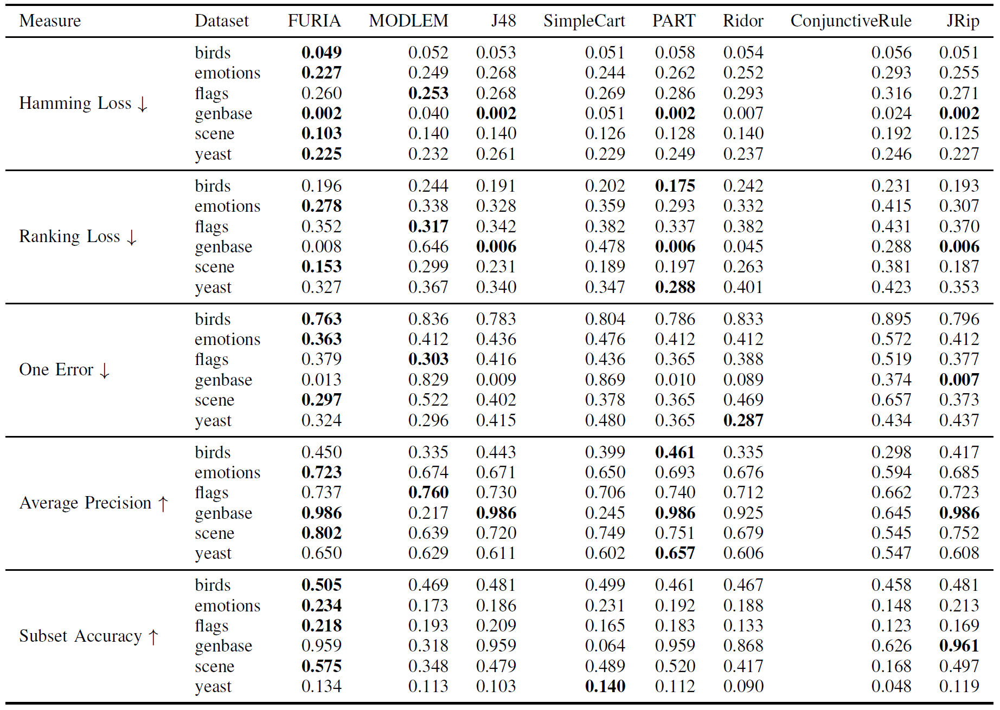 Measure Dataset FURIA MODLEM J48 SimpleCart PART Ridor ConjunctiveRule JRip
birds 0.049 0.052 0.053 0.051 0.058 0.054 0.056 0.051
emotions 0.227 0.249 0.268 0.244 0.262 0.252 0.293 0.255
flags 0.260 0.253 0.268 0.269 0.286 0.293 0.316 0.271
Hamming Loss ↓
genbase 0.002 0.040 0.002 0.051 0.002 0.007 0.024 0.002
scene 0.103 0.140 0.140 0.126 0.128 0.140 0.192 0.125
yeast 0.225 0.232 0.261 0.229 0.249 0.237 0.246 0.227
birds 0.196 0.244 0.191 0.202 0.175 0.242 0.231 0.193
emotions 0.278 0.338 0.328 0.359 0.293 0.332 0.415 0.307
flags 0.352 0.317 0.342 0.382 0.337 0.382 0.431 0.370
Ranking Loss ↓
genbase 0.008 0.646 0.006 0.478 0.006 0.045 0.288 0.006
scene 0.153 0.299 0.231 0.189 0.197 0.263 0.381 0.187
yeast 0.327 0.367 0.340 0.347 0.288 0.401 0.423 0.353
birds 0.763 0.836 0.783 0.804 0.786 0.833 0.895 0.796
emotions 0.363 0.412 0.436 0.476 0.412 0.412 0.572 0.412
flags 0.379 0.303 0.416 0.436 0.365 0.388 0.519 0.377
One Error ↓
genbase 0.013 0.829 0.009 0.869 0.010 0.089 0.374 0.007
scene 0.297 0.522 0.402 0.378 0.365 0.469 0.657 0.373
yeast 0.324 0.296 0.415 0.480 0.365 0.287 0.434 0.437
birds 0.450 0.335 0.443 0.399 0.461 0.335 0.298 0.417
emotions 0.723 0.674 0.671 0.650 0.693 0.676 0.594 0.685
flags 0.737 0.760 0.730 0.706 0.740 0.712 0.662 0.723
Average Precision ↑
genbase 0.986 0.217 0.986 0.245 0.986 0.925 0.645 0.986
scene 0.802 0.639 0.720 0.749 0.751 0.679 0.545 0.752
yeast 0.650 0.629 0.611 0.602 0.657 0.606 0.547 0.608
birds 0.505 0.469 0.481 0.499 0.461 0.467 0.458 0.481
emotions 0.234 0.173 0.186 0.231 0.192 0.188 0.148 0.213
flags 0.218 0.193 0.209 0.165 0.183 0.133 0.123 0.169
Subset Accuracy ↑
genbase 0.959 0.318 0.959 0.064 0.959 0.868 0.626 0.961
scene 0.575 0.348 0.479 0.489 0.520 0.417 0.168 0.497
yeast 0.134 0.113 0.103 0.140 0.112 0.090 0.048 0.119